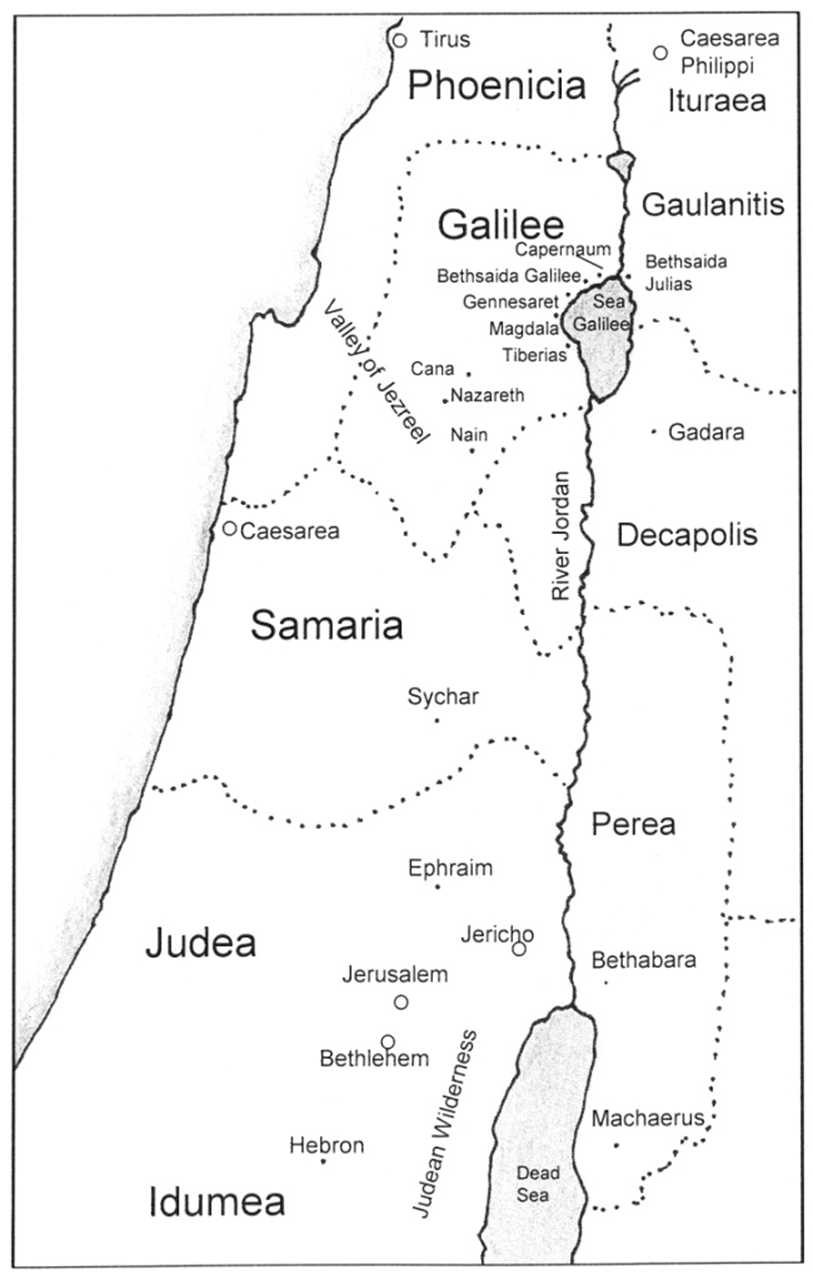 Tirus
Caesarea
Philippi
Phoenicia
Ituraea
Gaulanitis
Galilee
Capernaum
Bethsaida Galilee
Bethsaida
Julias
Gennesaret
Sea
Galilee
Magdala
Tiberias
Valley of Jezreel
Cana
Nazareth
Nain
Gadara
River Jordan
Caesarea
Decapolis
Samaria
Sychar
Perea
Ephraim
Judea
Jericho
Bethabara
Jerusalem
Bethlehem
Judean Wilderness
Machaerus
Hebron
Dead
Sea
Idumea